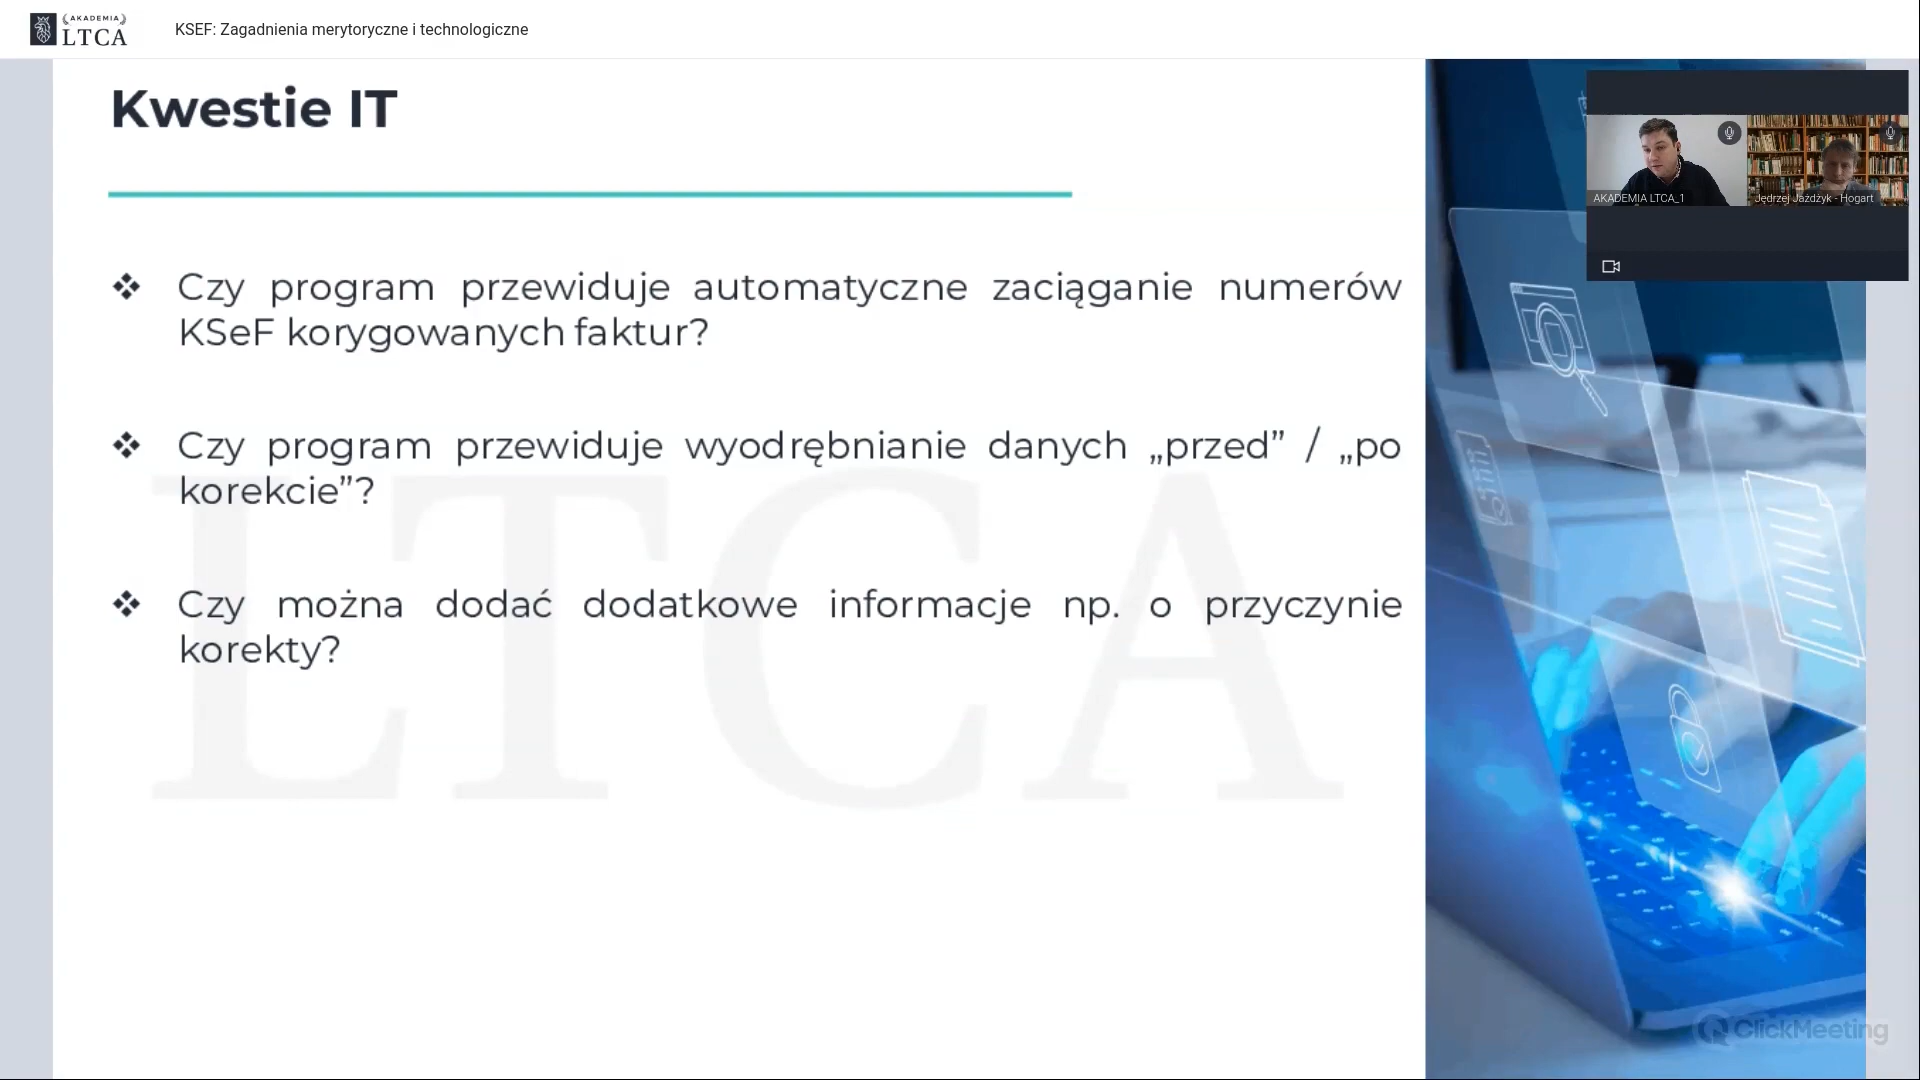 AKADEMIA
LTCA
KSEF: Zagadnienia merytoryczne i technologiczne
Kwestie IT
AKADEMIA LTCA_1
Jędrzej Jażdżyk - Hogart
Czy program przewiduje automatyczne zaciąganie numerów
KSeF korygowanych faktur?
Czy program przewiduje wyodrębnianie danych „przed” / „po
korekcie”?
Czy można dodać dodatkowe informacje np. o przyczynie
korekty?
LTCA
ClickMeeting